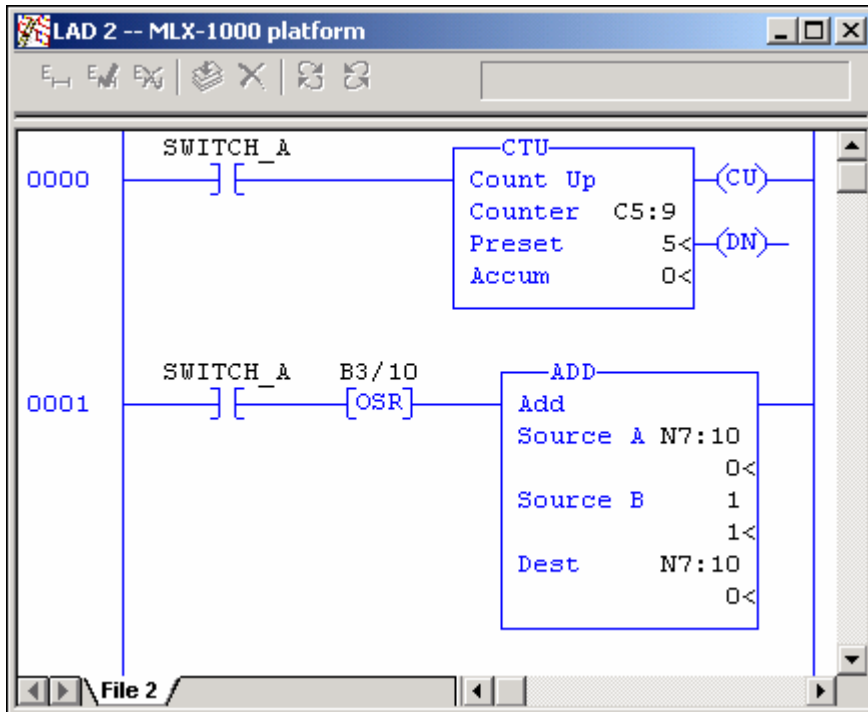 LAD 2 -- MLX-1000 platform
SWITCH_A
CTU
0000
Count Up
(CU)
Counter C5:9
Preset 5<
(DN)
Accum 0<
SWITCH_A B3/10
ADD
0001
[OSR]
Add
Source A N7:10
0<
Source B 1
1<
Dest N7:10
0<
File 2